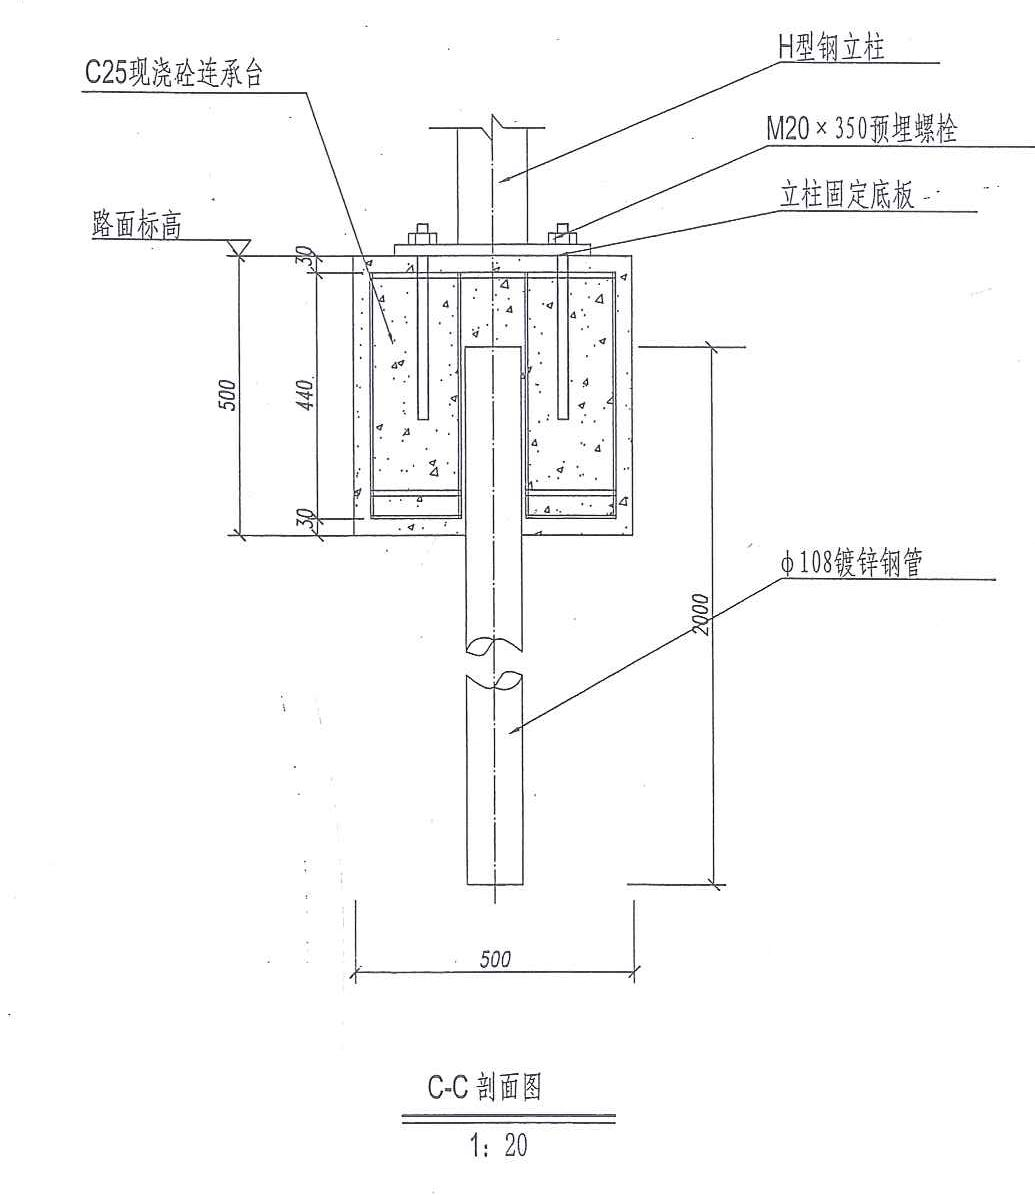 H型钢立柱
C25现浇砼连承台
M20×350预埋螺栓
立柱固定底板
路面标高
30
500
440
30
φ108镀锌钢管
2000
500
C-C 剖面图
1：20